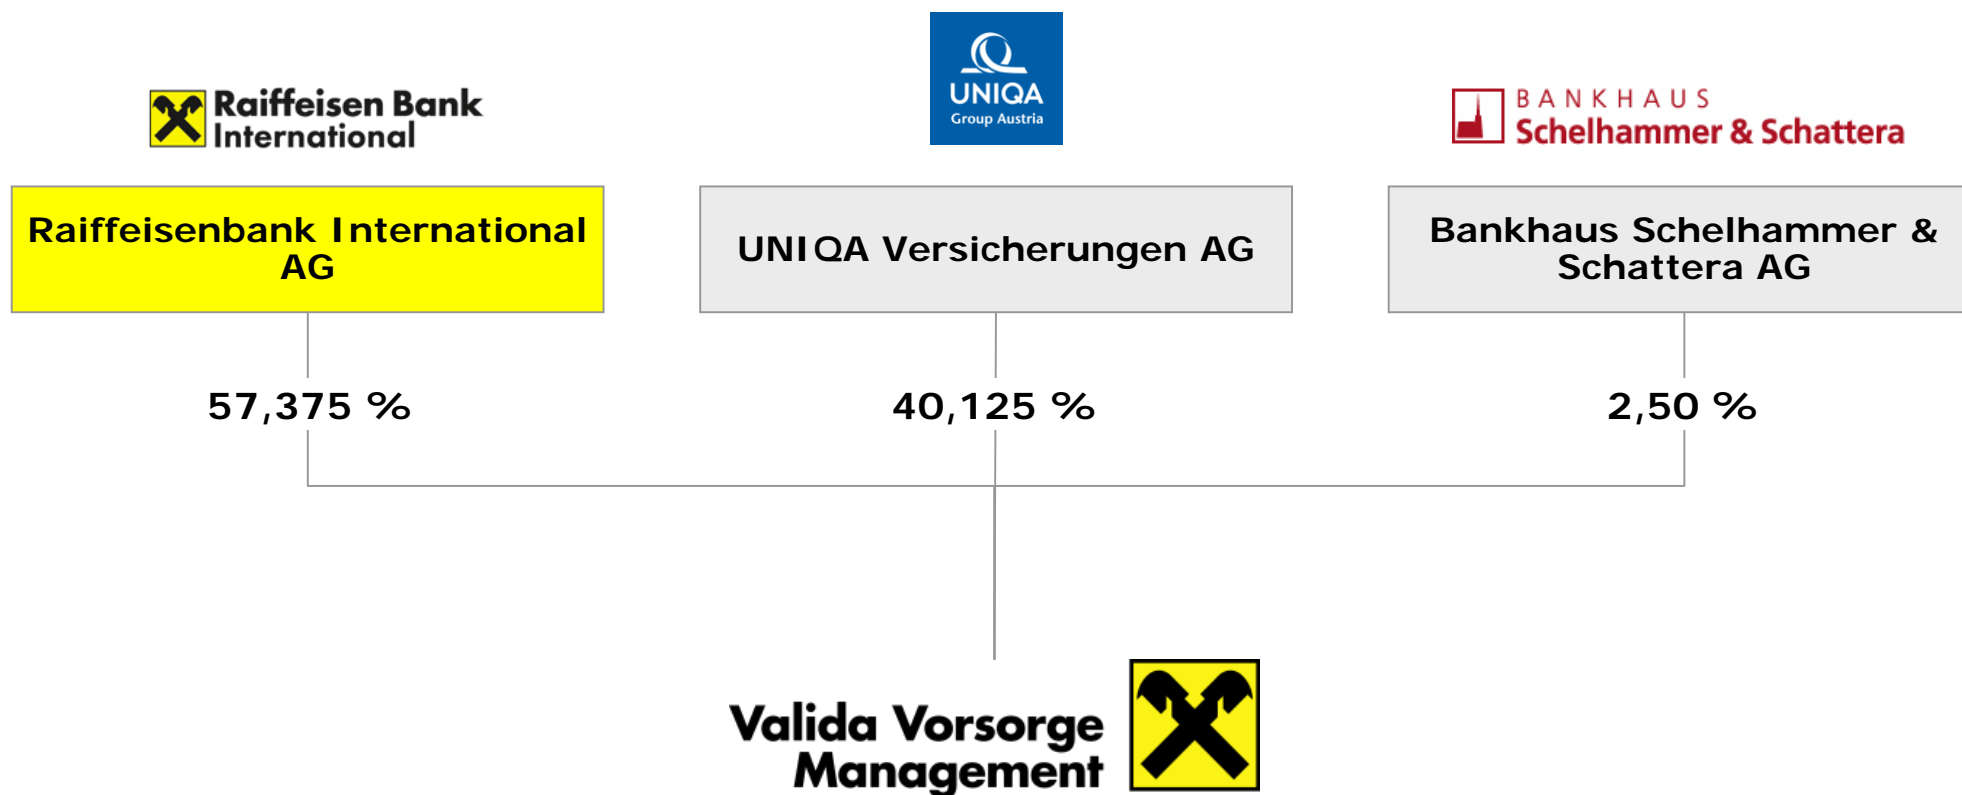 Raiffeisen Bank
International
UNIQA
Group Austria
BANKHAUS
Schelhammer & Schattera
Raiffeisenbank International
AG
UNIQA Versicherungen AG
Bankhaus Schelhammer &
Schattera AG
57,375 %
40,125 %
2,50 %
Valida Vorsorge
Management